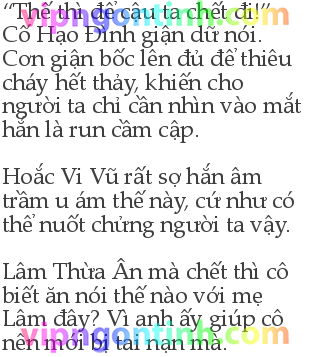 “Thế thì để cậu ta chết đi!”
Cố Hạo Đình giận dữ nói.
Cơn giận bốc lên đủ để thiêu
cháy hết thảy, khiến cho
người ta chỉ cần nhìn vào mắt
hắn là run cầm cập.
Hoắc Vi Vũ rất sợ hắn âm
trầm u ám thế này, cứ như có
thể nuốt chửng người ta vậy.
Lâm Thừa Ân mà chết thì cô
biết ăn nói thế nào với mẹ
Lâm đây? Vì anh ấy giúp cô
nên mới bị tai nạn mà.
vipngontinh.com
vipngontinh.com